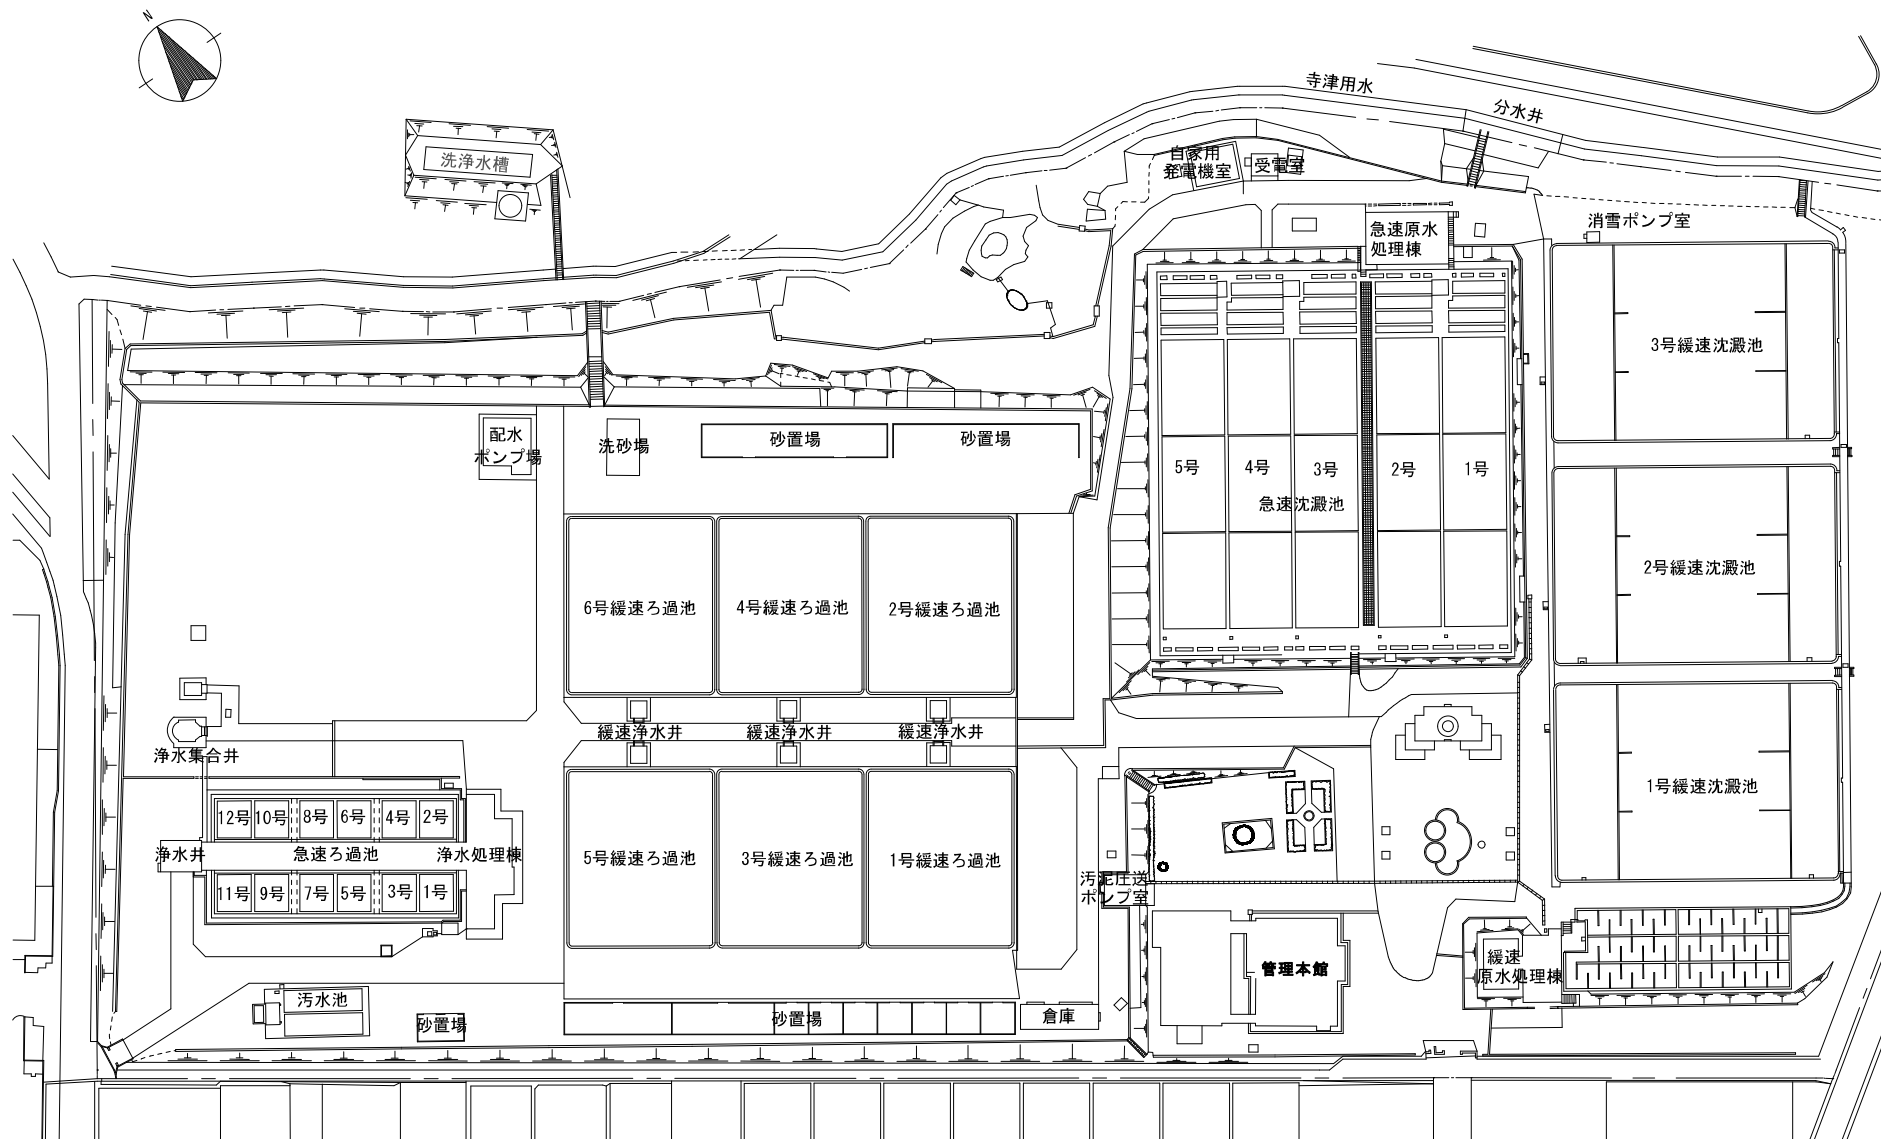 N
寺津用水
分水井
洗浄水槽
自家用
発電機室
受電室
消雪ポンプ室
急速原水
処理棟
3号緩速沈澱池
配水
ポンプ場
洗砂場
砂置場
砂置場
5号
4号
3号
2号
1号
急速沈澱池
2号緩速沈澱池
6号緩速ろ過池
4号緩速ろ過池
2号緩速ろ過池
緩速浄水井
緩速浄水井
緩速浄水井
浄水集合井
1号緩速沈澱池
12号
10号
8号
6号
4号
2号
浄水井
急速ろ過池
浄水処理棟
11号
9号
7号
5号
3号
1号
5号緩速ろ過池
3号緩速ろ過池
1号緩速ろ過池
汚泥圧送
ポンプ室
管理本館
緩速
原水処理棟
汚水池
砂置場
砂置場
倉庫